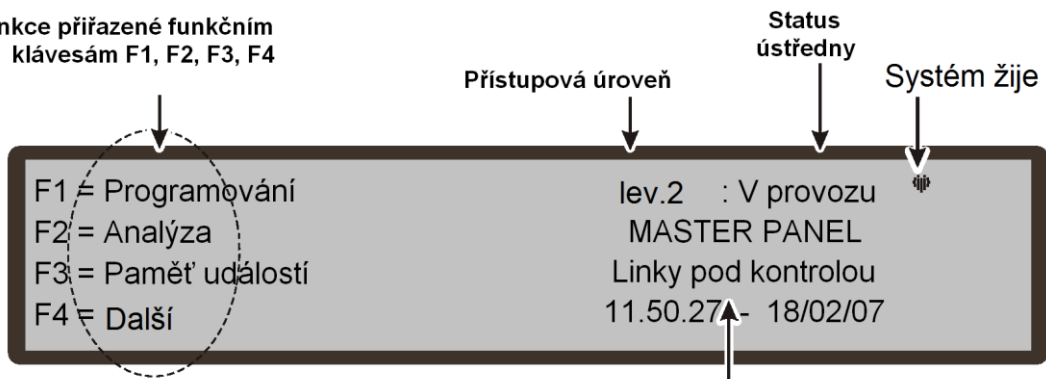 nkce přiřazené funkčním
klávesám F1, F2, F3, F4
Přístupová úroveň
Status
ústředny
Systém žije
F1 = Programování
lev.2 : V provozu
F2 = Analýza
MASTER PANEL
F3 = Paměť událostí
Linky pod kontrolou
F4 = Další
11.50.27 - 18/02/07